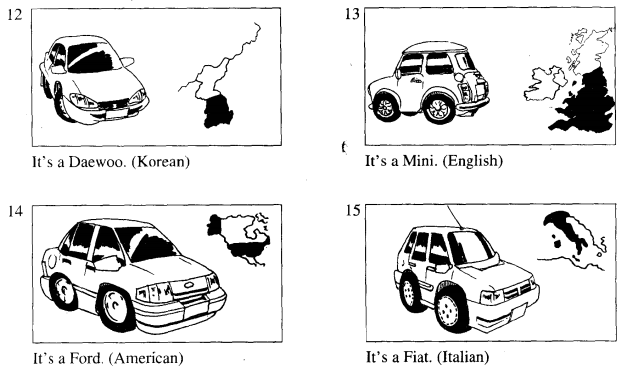 12
It's a Daewoo. (Korean)
13
It's a Mini. (English)
14
It's a Ford. (American)
15
It's a Fiat. (Italian)